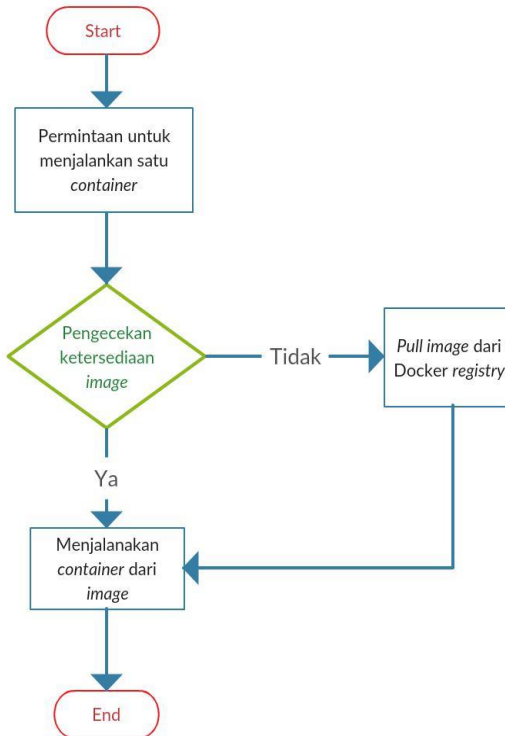 Start
Permintaan untuk
menjalankan satu
container
Pengecekan
ketersediaan
image
Tidak
Pull image dari
Docker registry
Ya
Menjalanakan
container dari
image
End